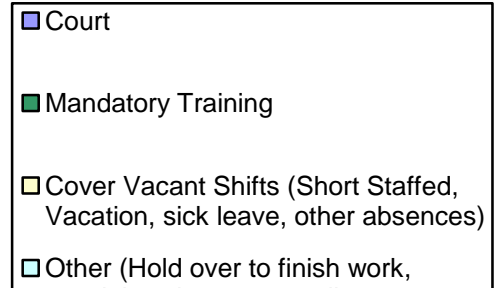 Court
Mandatory Training
Cover Vacant Shifts (Short Staffed,
Vacation, sick leave, other absences)
Other (Hold over to finish work,